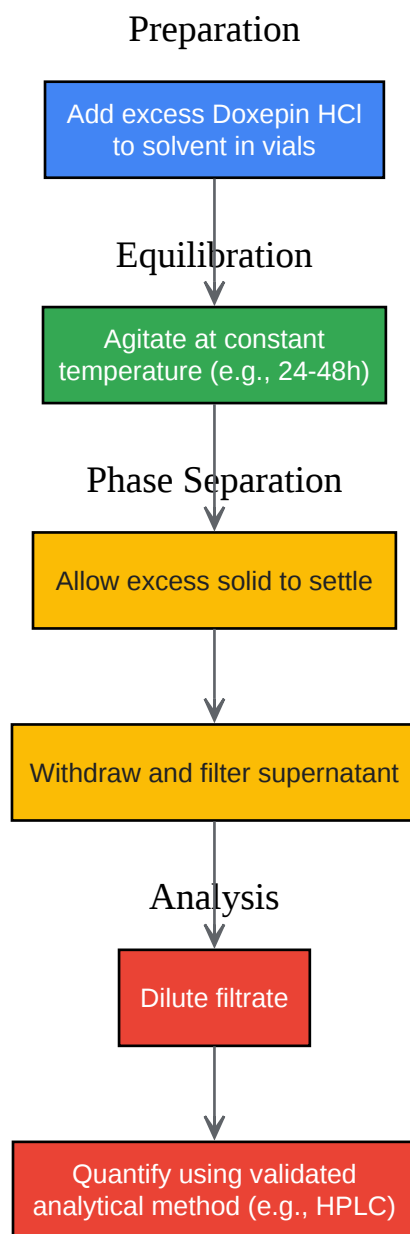 Preparation
Add excess Doxepin HCl
to solvent in vials
Equilibration
Agitate at constant
temperature (e.g., 24-48h)
Phase Separation
Allow excess solid to settle
Withdraw and filter supernatant
Analysis
Dilute filtrate
Quantify using validated
analytical method (e.g., HPLC)